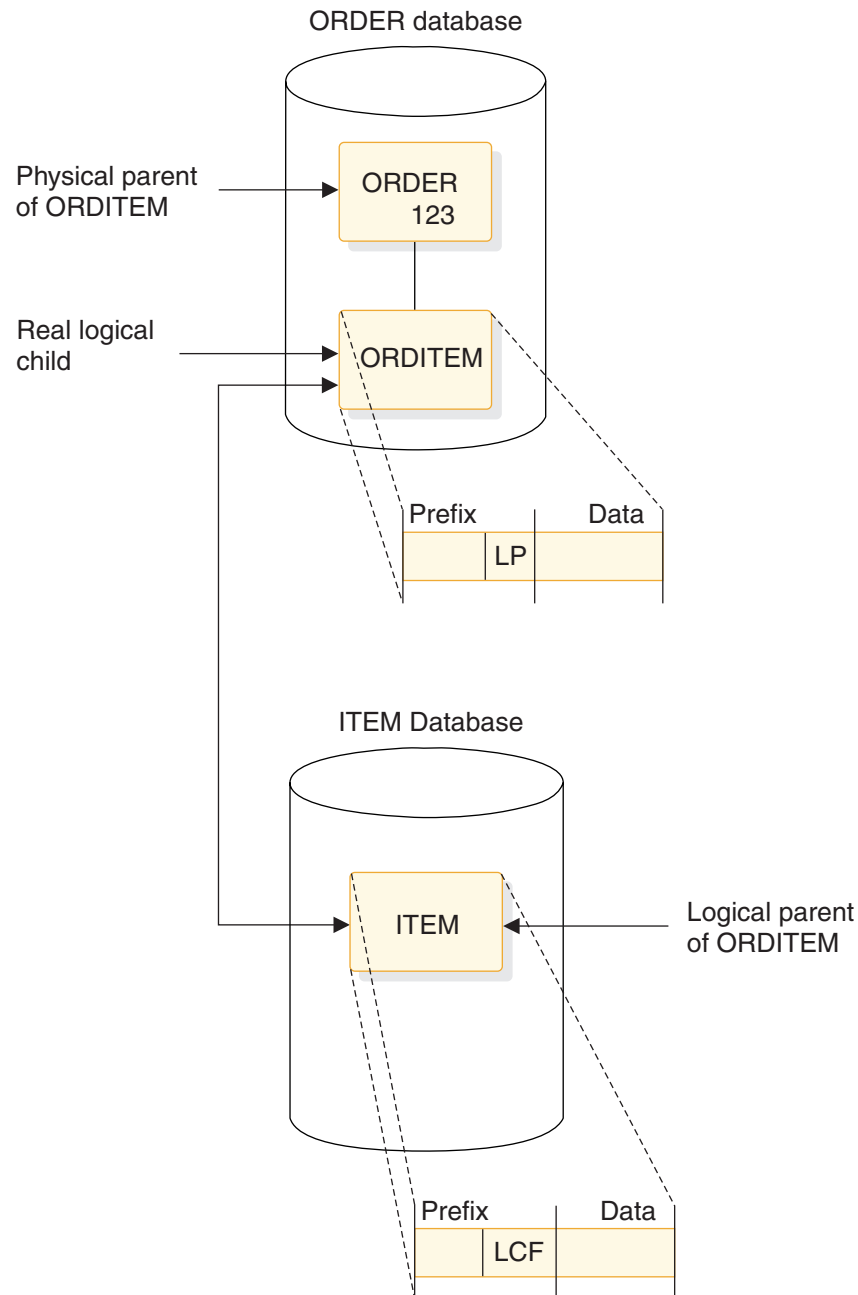 ORDER database
Physical parent
of ORDITEM
ORDER
123
Real logical
child
ORDITEM
Prefix Data
LP
ITEM Database
ITEM
Logical parent
of ORDITEM
Prefix Data
LCF